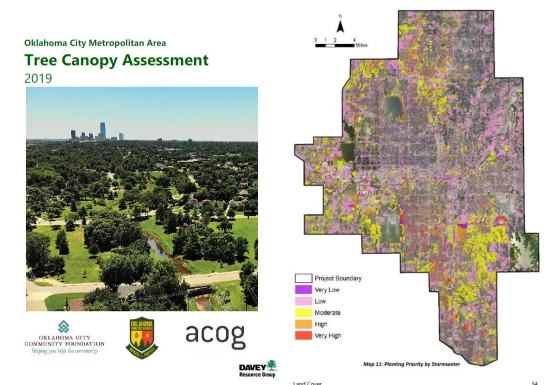 Oklahoma City Metropolitan Area
Tree Canopy Assessment
2019
OKLAHOMA CITY
COMMUNITY FOUNDATION
Helping you help the community.
OKLAHOMA
acog
DAVEY
Resource Group
N
0 1 2 4
Miles
Project Boundary
Very Low
Low
Moderate
High
Very High
Map 11: Planting Priority by Stormwater
Land Cover
34